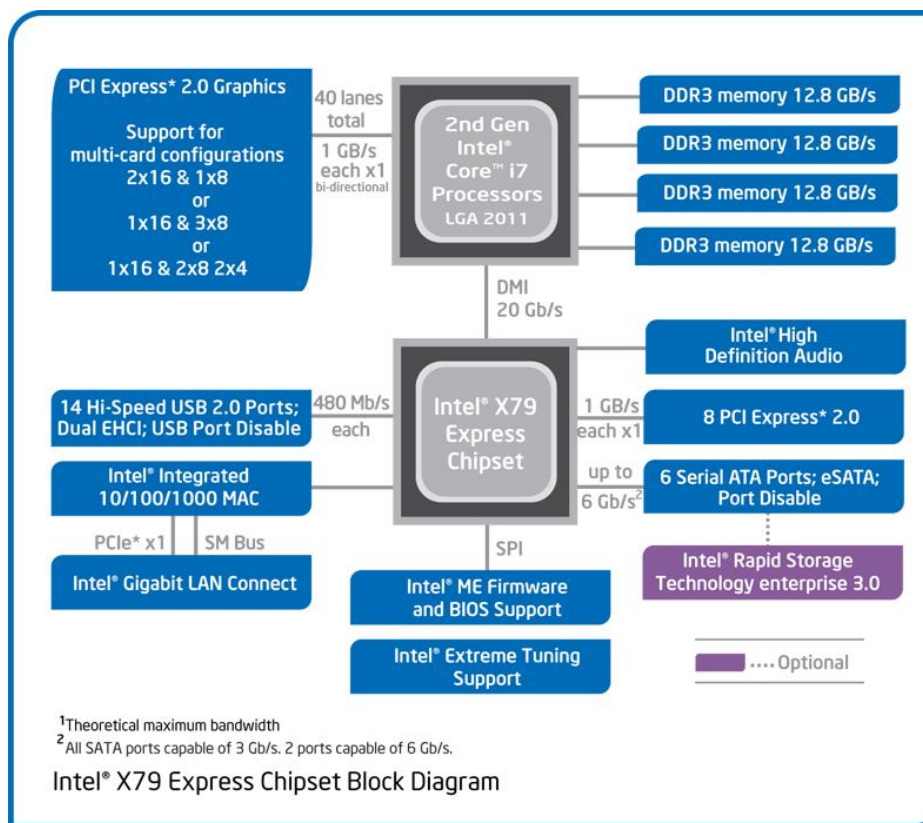 PCI Express* 2.0 Graphics
Support for
multi-card configurations
2x16 & 1x8
or
1x16 & 3x8
or
1x16 & 2x8 2x4
40 lanes
total
1 GB/s
each x1
bi-directional
2nd Gen
Intel®
Core™ i7
Processors
LGA 2011
DDR3 memory 12.8 GB/s
DDR3 memory 12.8 GB/s
DDR3 memory 12.8 GB/s
DDR3 memory 12.8 GB/s
DMI
20 Gb/s
Intel® High
Definition Audio
14 Hi-Speed USB 2.0 Ports;
Dual EHCI; USB Port Disable
480 Mb/s
each
Intel® X79
Express
Chipset
1 GB/s
each x1
8 PCI Express* 2.0
Intel® Integrated
10/100/1000 MAC
up to
6 Gb/s²
6 Serial ATA Ports; eSATA;
Port Disable
PCIe* x1
SM Bus
SPI
Intel® Gigabit LAN Connect
Intel® ME Firmware
and BIOS Support
Intel® Rapid Storage
Technology enterprise 3.0
Intel® Extreme Tuning
Support
Optional
¹Theoretical maximum bandwidth
²All SATA ports capable of 3 Gb/s. 2 ports capable of 6 Gb/s.
Intel® X79 Express Chipset Block Diagram